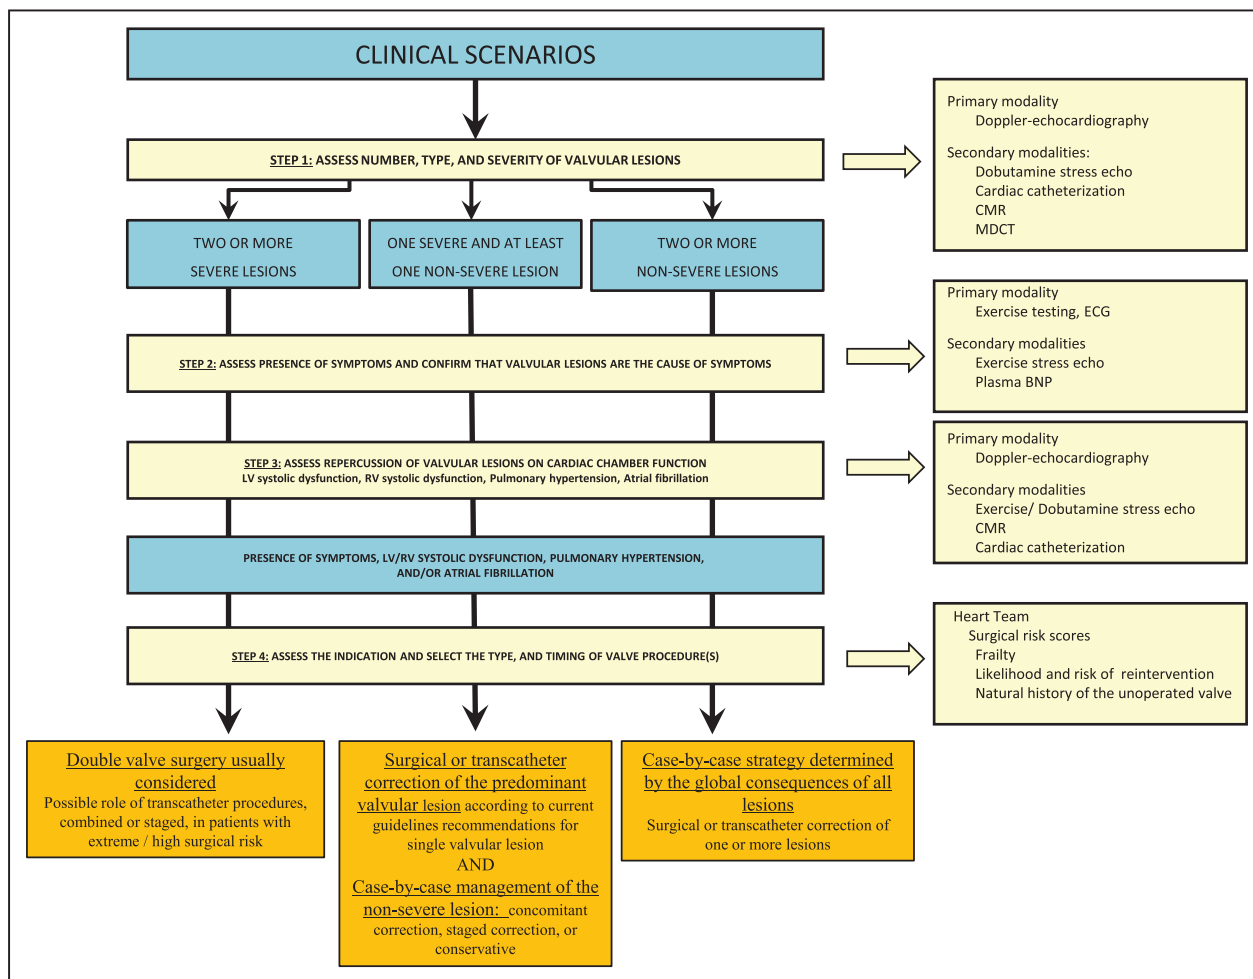 CLINICAL SCENARIOS
STEP 1: ASSESS NUMBER, TYPE, AND SEVERITY OF VALVULAR LESIONS
Primary modality
Doppler-echocardiography
Secondary modalities:
Dobutamine stress echo
Cardiac catheterization
CMR
MDCT
TWO OR MORE
SEVERE LESIONS
ONE SEVERE AND AT LEAST
ONE NON-SEVERE LESION
TWO OR MORE
NON-SEVERE LESIONS
STEP 2: ASSESS PRESENCE OF SYMPTOMS AND CONFIRM THAT VALVULAR LESIONS ARE THE CAUSE OF SYMPTOMS
Primary modality
Exercise testing, ECG
Secondary modalities
Exercise stress echo
Plasma BNP
STEP 3: ASSESS REPERCUSSION OF VALVULAR LESIONS ON CARDIAC CHAMBER FUNCTION
LV systolic dysfunction, RV systolic dysfunction, Pulmonary hypertension, Atrial fibrillation
Primary modality
Doppler-echocardiography
Secondary modalities
Exercise/ Dobutamine stress echo
CMR
Cardiac catheterization
PRESENCE OF SYMPTOMS, LV/RV SYSTOLIC DYSFUNCTION, PULMONARY HYPERTENSION,
AND/OR ATRIAL FIBRILLATION
STEP 4: ASSESS THE INDICATION AND SELECT THE TYPE, AND TIMING OF VALVE PROCEDURE(S)
Heart Team
Surgical risk scores
Frailty
Likelihood and risk of reintervention
Natural history of the unoperated valve
Double valve surgery usually
considered
Possible role of transcatheter procedures,
combined or staged, in patients with
extreme / high surgical risk
Surgical or transcatheter
correction of the predominant
valvular lesion according to current
guidelines recommendations for
single valvular lesion
AND
Case-by-case management of the
non-severe lesion: concomitant
correction, staged correction, or
conservative
Case-by-case strategy determined
by the global consequences of all
lesions
Surgical or transcatheter correction of
one or more lesions